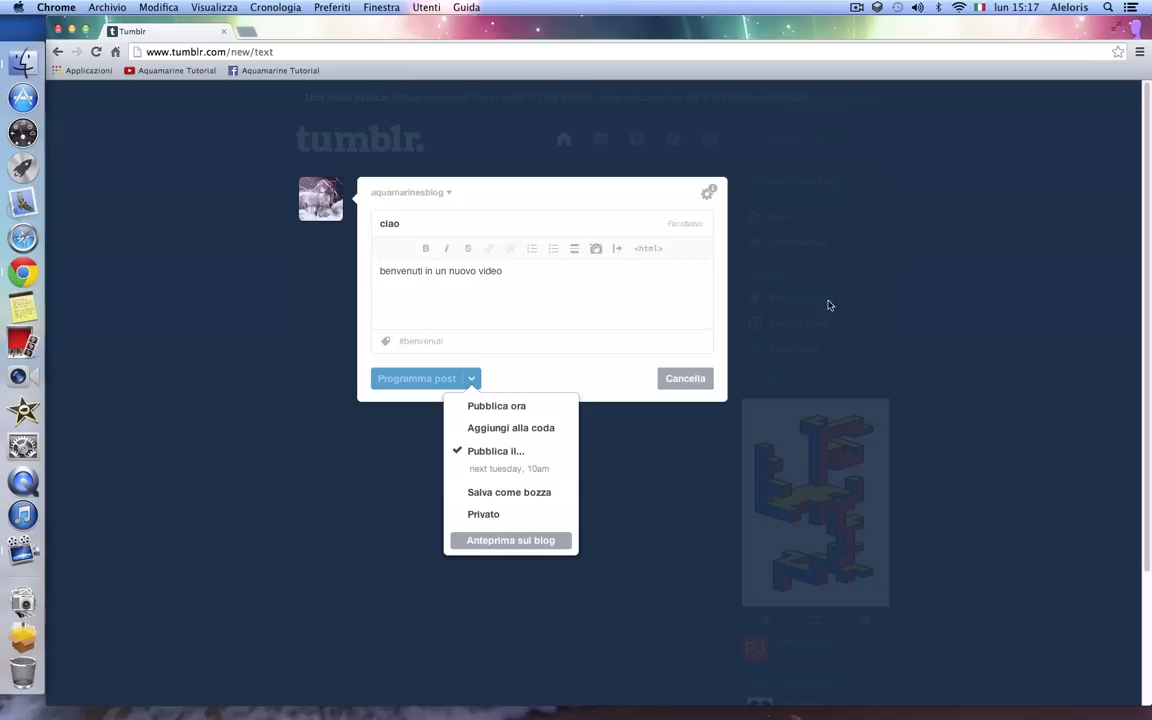 Chrome Archivio Modifica Visualizza Cronologia Preferiti Finestra Utenti Guida lun 15:17 Aleloris
Tumblr
www.tumblr.com/new/text
Applicazioni Aquamarine Tutorial Aquamarine Tutorial
tumblr.
aquamarinesblog
1
ciao Facoltativo
B i S <html>
benvenuti in un nuovo video
#benvenuti
Programma post Cancella
Pubblica ora
Aggiungi alla coda
Pubblica il...
next tuesday, 10am
Salva come bozza
Privato
Anteprima sul blog